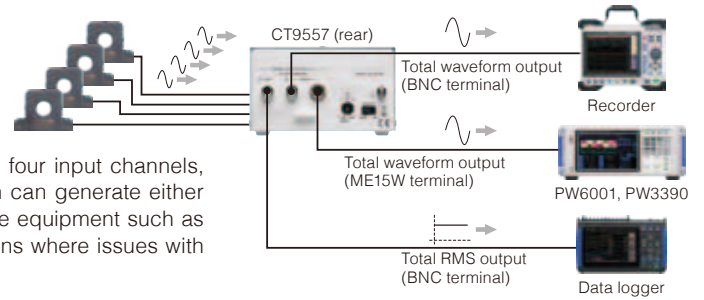 CT9557 (rear)
Total waveform output
(BNC terminal)
Recorder
Total waveform output
(ME15W terminal)
PW6001, PW3390
Total RMS output
(BNC terminal)
Data logger
four input channels,
can generate either
e equipment such as
ns where issues with